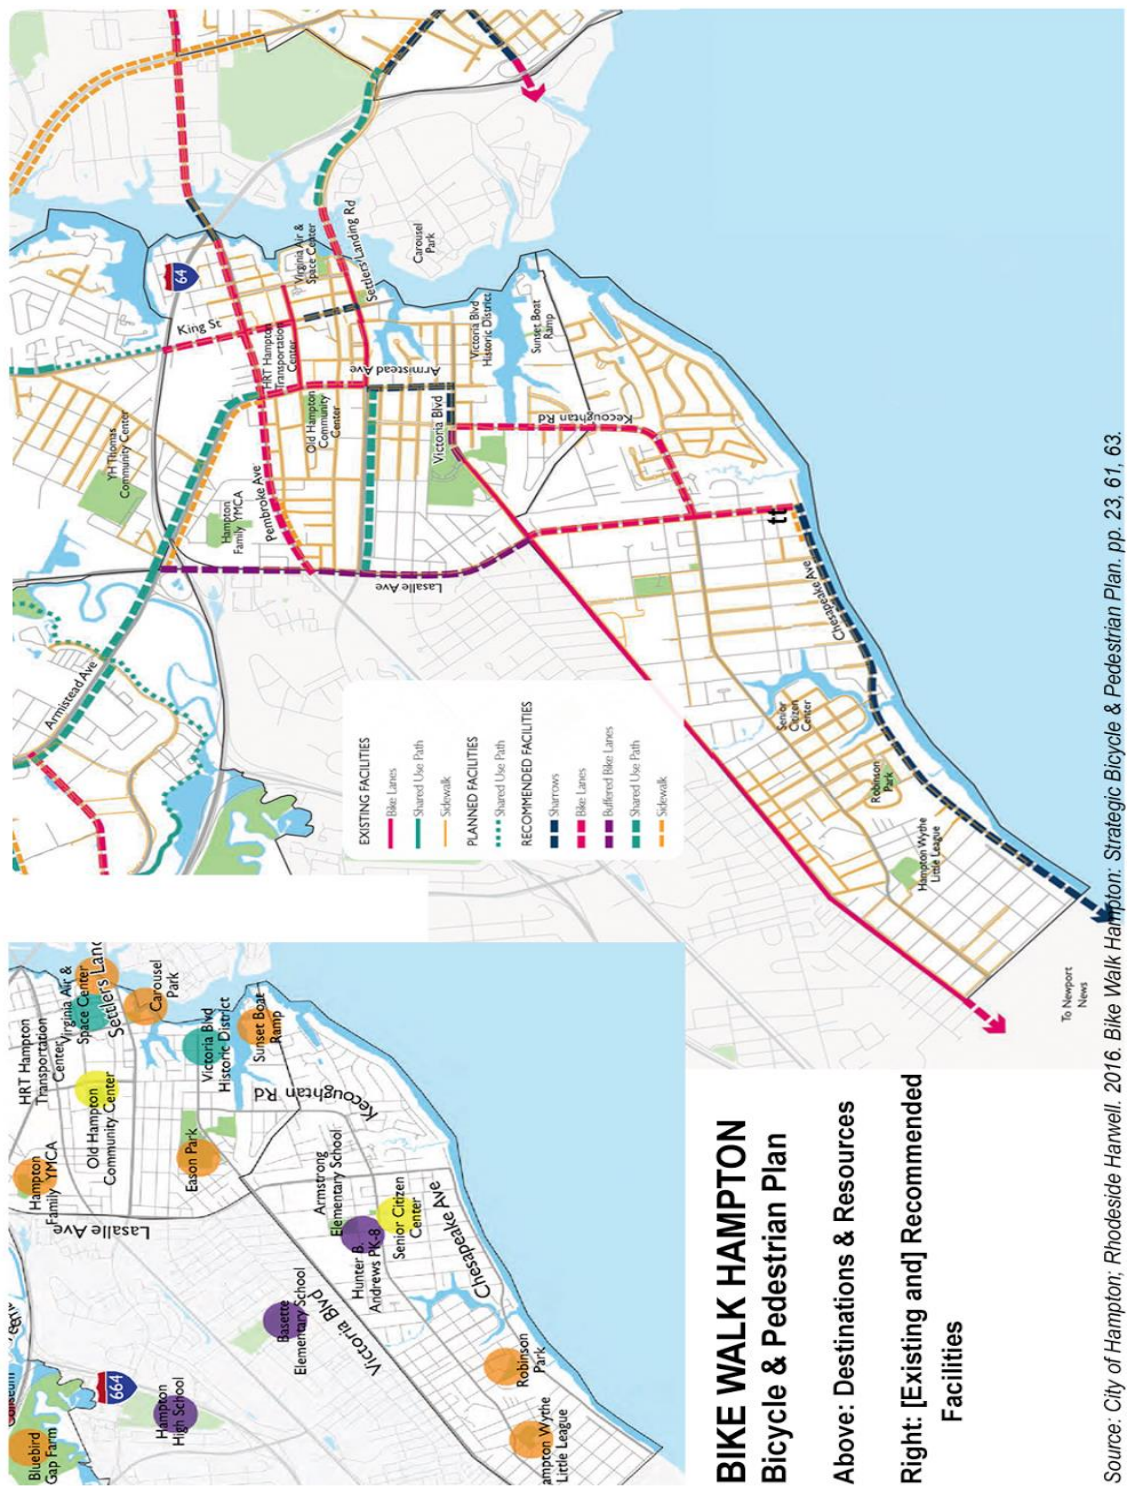 BIKE WALK HAMPTON
Bicycle & Pedestrian Plan
Above: Destinations & Resources
Right: [Existing and] Recommended
Facilities
Bluebird
Gap Farm
664
Hampton
High School
Basette
Elementary School
Victoria Blvd
Hampton
Family YMCA
Lasalle Ave
HRT Hampton
Transportation
Center
Old Hampton
Community Center
Virginia Air &
Space Center
Settlers Lanc
Carousel
Park
Victoria Blvd
Historic District
Sunset Boat
Ramp
Eason Park
Kecoughtan Rd
Armstrong
Elementary School
Hunter B.
Andrews PK-8
Senior Citizen
Center
Chesapeake Ave
Robinson
Park
ampton Wythe
Little League
Armistead Ave
YH Thomas
Community Center
King St
64
Hampton
Family YMCA
Pembroke Ave
HRT Hampton
Transportation
Center
Old Hampton
Community
Center
Virginia Air &
Space Center
Settlers Landing Rd
Carousel
Park
Armistead Ave
Lasalle Ave
Victoria Blvd
Victoria Blvd
Historic District
Sunset Boat
Ramp
Kecoughtan Rd
tt
Chesapeake Ave
Senior
Citizen
Center
Robinson
Park
Hampton Wythe
Little League
To Newport
News
EXISTING FACILITIES
Bike Lanes
Shared Use Path
Sidewalk
PLANNED FACILITIES
Shared Use Path
RECOMMENDED FACILITIES
Sharrows
Bike Lanes
Buffered Bike Lanes
Shared Use Path
Sidewalk
Source: City of Hampton; Rhodeside Harwell. 2016. Bike Walk Hampton: Strategic Bicycle & Pedestrian Plan. pp. 23, 61, 63.